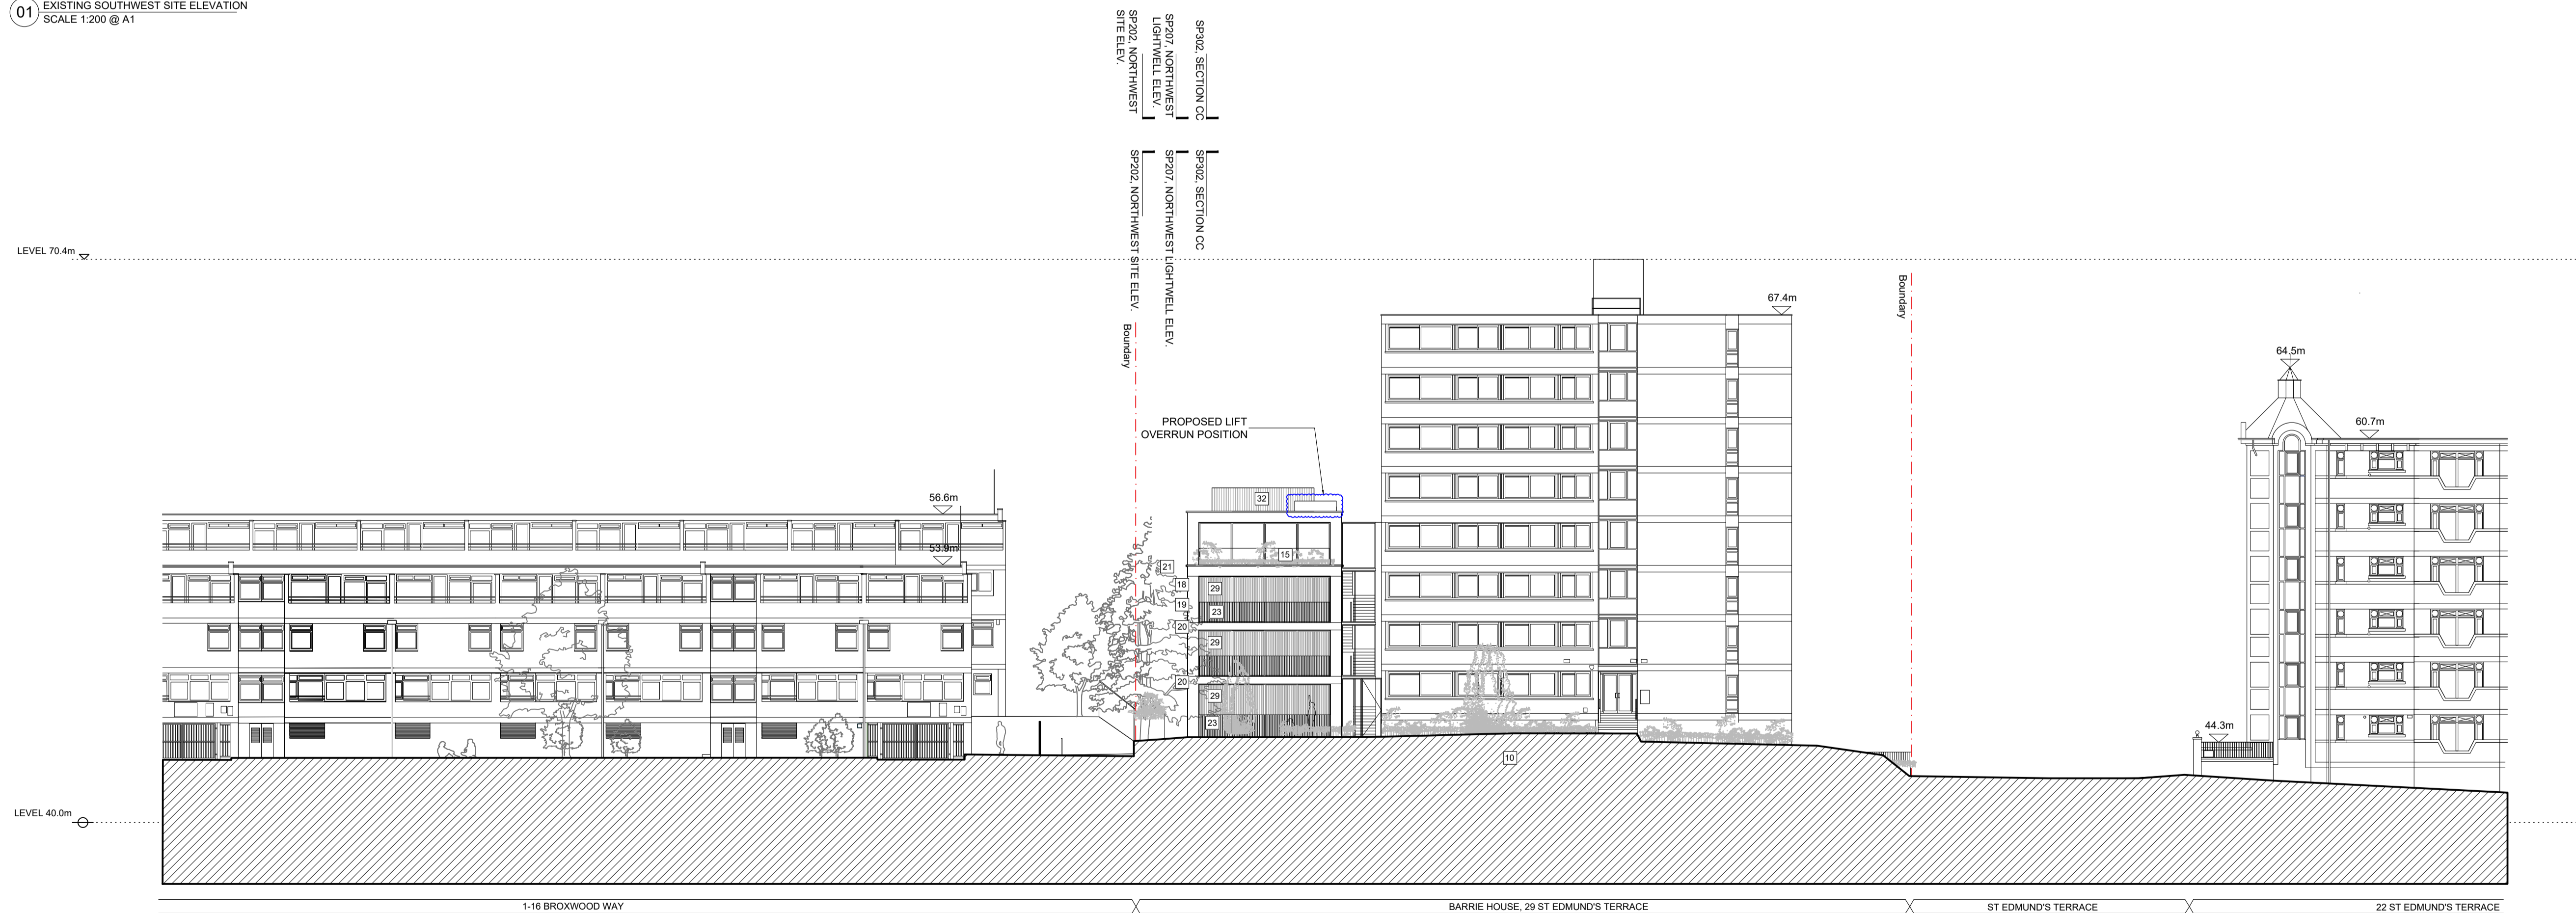 01
EXISTING SOUTHWEST SITE ELEVATION
SCALE 1:200 @ A1
SP202, NORTHWEST
SITE ELEV.
SP207, NORTHWEST
LIGHTWELL ELEV.
SP302, SECTION CC
SP202, NORTHWEST SITE ELEV.
SP207, NORTHWEST LIGHTWELL ELEV.
SP302, SECTION CC
LEVEL 70.4m
Boundary
Boundary
67.4m
64.5m
60.7m
PROPOSED LIFT
OVERRUN POSITION
56.6m
32
53.9m
15
21
18
29
19
23
20
29
20
29
23
44.3m
10
LEVEL 40.0m
1-16 BROXWOOD WAY
BARRIE HOUSE, 29 ST EDMUND'S TERRACE
ST EDMUND'S TERRACE
22 ST EDMUND'S TERRACE